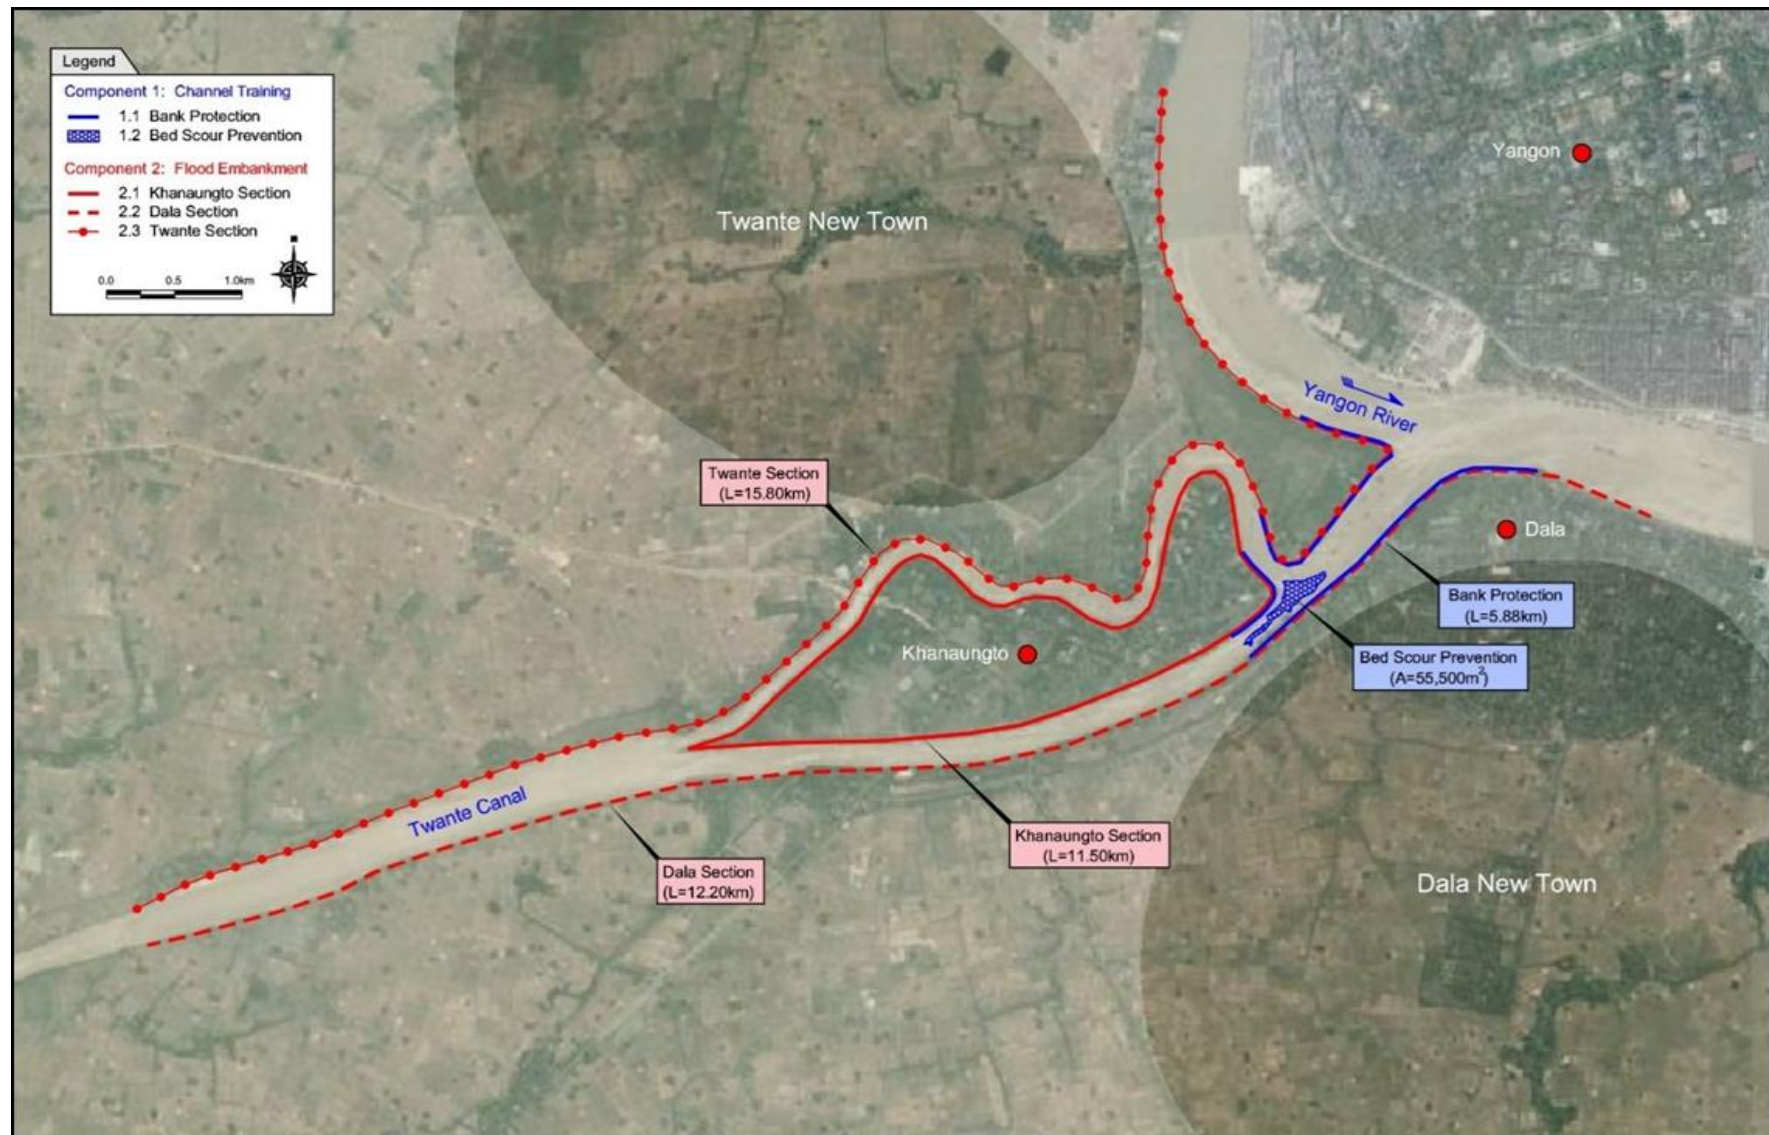 Legend
Component 1: Channel Training
1.1 Bank Protection
1.2 Bed Scour Prevention
Component 2: Flood Embankment
2.1 Khanaungto Section
2.2 Dala Section
2.3 Twante Section
0.0 0.5 1.0km
Yangon
Twante New Town
Yangon River
Twante Section
(L=15.80km)
Dala
Bank Protection
(L=5.88km)
Khanaungto
Bed Scour Prevention
(A=55,500m²)
Twante Canal
Khanaungto Section
(L=11.50km)
Dala Section
(L=12.20km)
Dala New Town